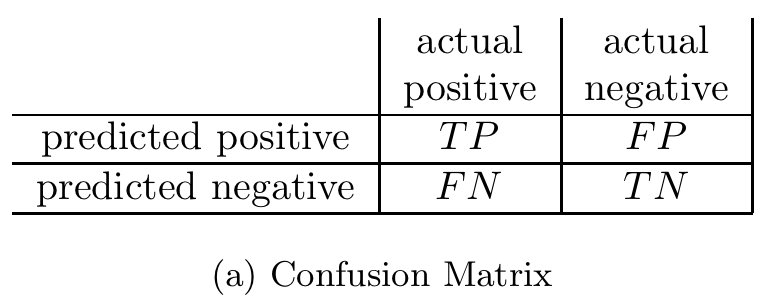 actual actual
positive negative
predicted positive TP FP
predicted negative FN TN
(a) Confusion Matrix